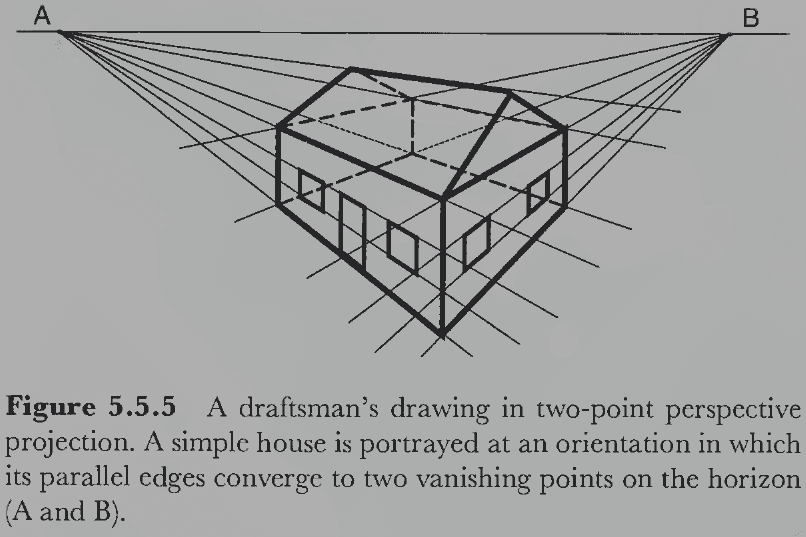 A
B
Figure 5.5.5 A draftsman's drawing in two-point perspective
projection. A simple house is portrayed at an orientation in which
its parallel edges converge to two vanishing points on the horizon
(A and B).